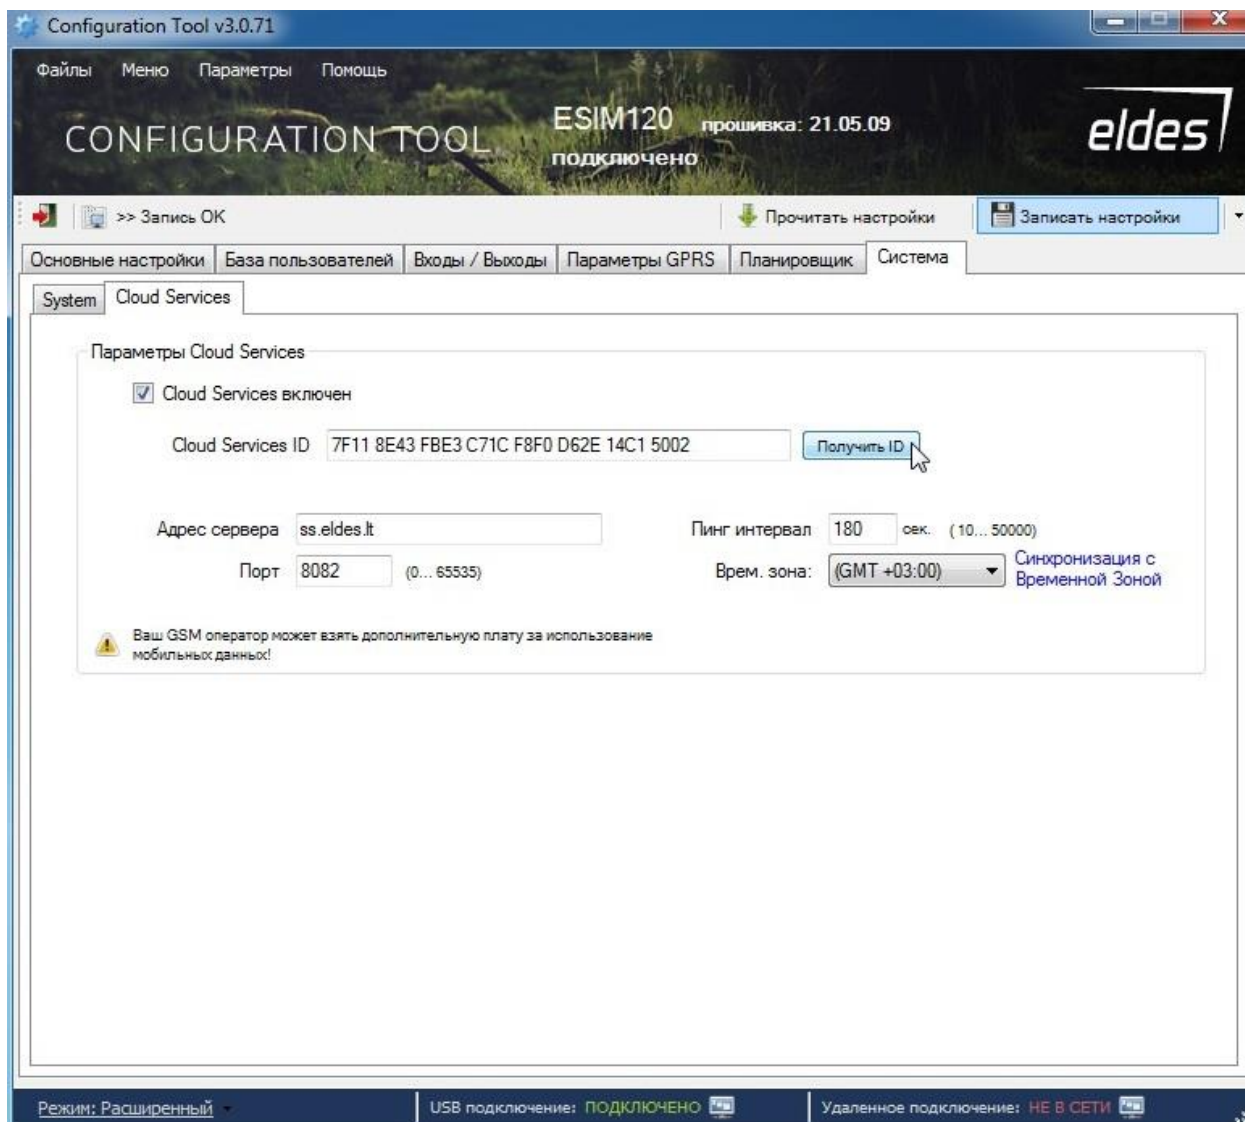 Configuration Tool v3.0.71
Файлы Меню Параметры Помощь
CONFIGURATION TOOL
ESIM120 прошивка: 21.05.09
подключено
eldes
>> Запись OK Прочитать настройки Записать настройки
Основные настройки База пользователей Входы / Выходы Параметры GPRS Планировщик Система
System Cloud Services
Параметры Cloud Services
Cloud Services включен
Cloud Services ID 7F11 8E43 FBE3 C71C F8F0 D62E 14C1 5002 Получить ID
Адрес сервера ss.eldes.lt Пинг интервал 180 сек. (10... 50000)
Порт 8082 (0... 65535) Врем. зона: (GMT +03:00) Синхронизация с
Временной Зоной
Ваш GSM оператор может взять дополнительную плату за использование
мобильных данных!
Режим: Расширенный USB подключение: ПОДКЛЮЧЕНО Удаленное подключение: НЕ В СЕТИ